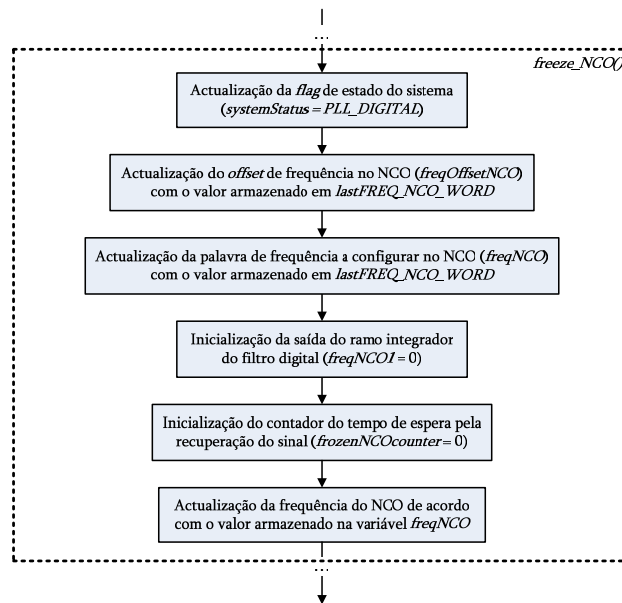 ...
freeze_NCO()
Actualização da flag de estado do sistema
(systemStatus = PLL_DIGITAL)
Actualização do offset de frequência no NCO (freqOffsetNCO)
com o valor armazenado em lastFREQ_NCO_WORD
Actualização da palavra de frequência a configurar no NCO (freqNCO)
com o valor armazenado em lastFREQ_NCO_WORD
Inicialização da saída do ramo integrador
do filtro digital (freqNCO1 = 0)
Inicialização do contador do tempo de espera pela
recuperação do sinal (frozenNCOcounter = 0)
Actualização da frequência do NCO de acordo
com o valor armazenado na variável freqNCO
...